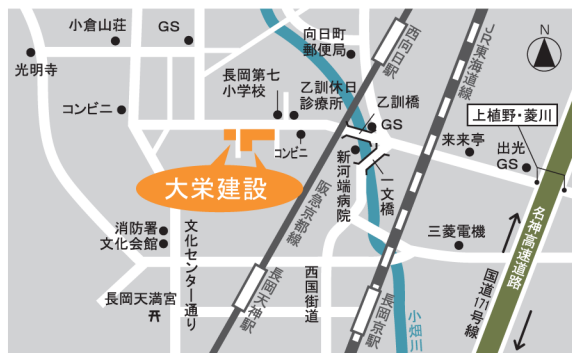 小倉山荘
GS
光明寺
向日町
郵便局
西向日駅
JR東海道線
N
コンビニ
長岡第七
小学校
乙訓休日
診療所
乙訓橋
GS
上植野・菱川
来来亭
出光
GS
コンビニ
大栄建設
新河端病院
一文橋
阪急京都線
名神高速道路
消防署
文化会館
文化センター通り
三菱電機
国道171号線
長岡天満宮
長岡天神駅
西国街道
長岡京駅
小畑川